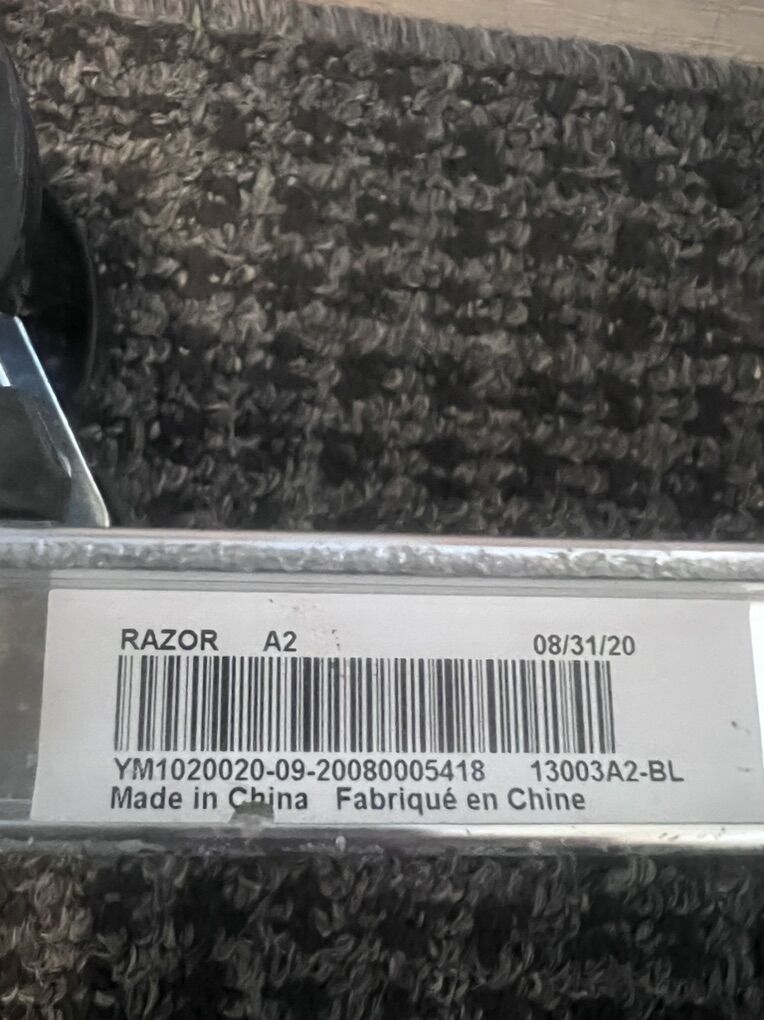 RAZOR A2 08/31/20
YM1020020-09-20080005418 13003A2-BL
Made in China Fabriqué en Chine